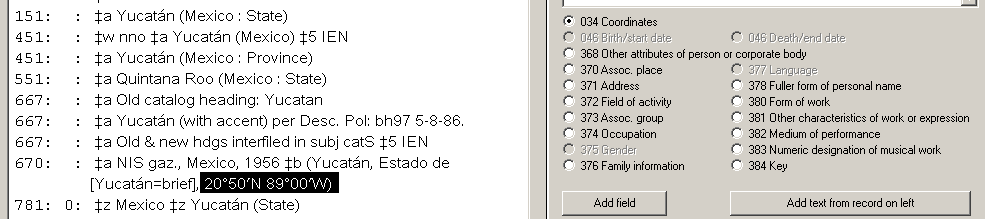 151: : ‡a Yucatán (Mexico : State)
451: : ‡w nno ‡a Yucatán (Mexico) ‡5 IEN
451: : ‡a Yucatán (Mexico : Province)
551: : ‡a Quintana Roo (Mexico : State)
667: : ‡a Old catalog heading: Yucatan
667: : ‡a Yucatán (with accent) per Desc. Pol: bh97 5-8-86.
667: : ‡a Old & new hdgs interfiled in subj catS ‡5 IEN
670: : ‡a NIS gaz., Mexico, 1956 ‡b (Yucatán, Estado de
[Yucatán=brief], 20°50′N 89°00′W)
781: 0: ‡z Mexico ‡z Yucatán (State)
034 Coordinates
046 Birth/start date 046 Death/end date
368 Other attributes of person or corporate body
370 Assoc. place 377 Language
371 Address 378 Fuller form of personal name
372 Field of activity 380 Form of work
373 Assoc. group 381 Other characteristics of work or expression
374 Occupation 382 Medium of performance
375 Gender 383 Numeric designation of musical work
376 Family information 384 Key
Add field Add text from record on left